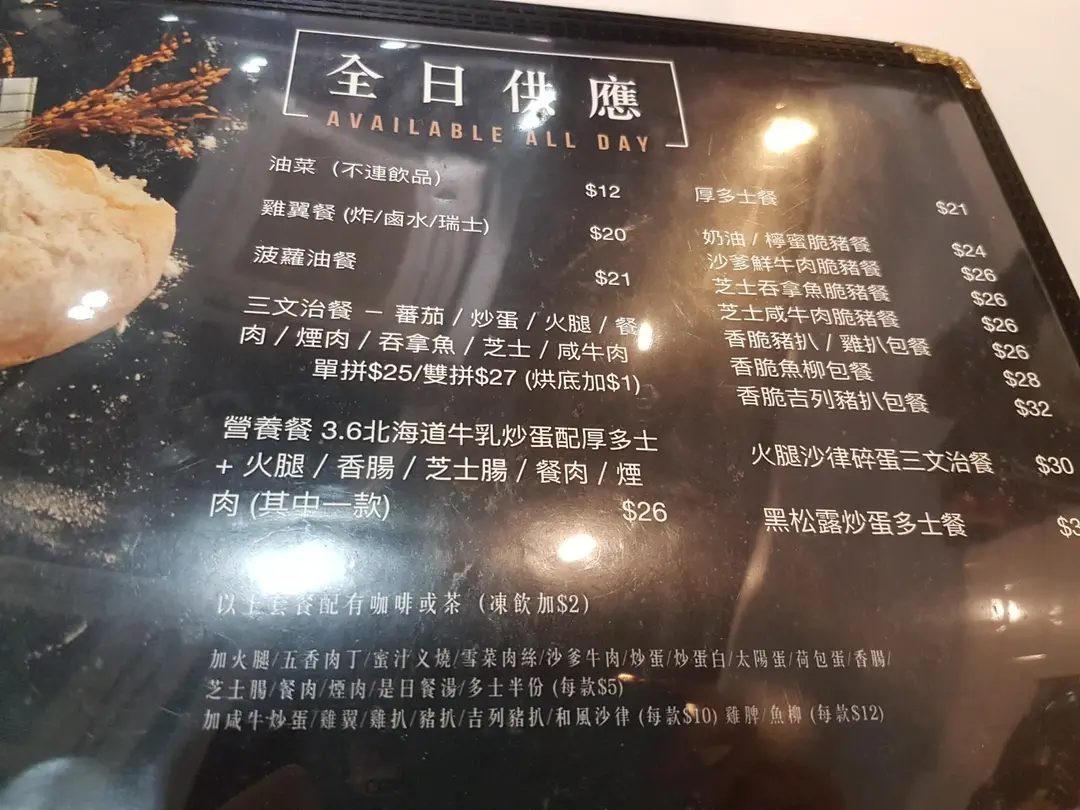 全日供應
AVAILABLE ALL DAY
油菜 (不連飲品) $12
雞翼餐 (炸/鹵水/瑞士) $20
菠蘿油餐 $21
三文治餐 – 蕃茄 / 炒蛋 / 火腿 / 餐
肉 / 煙肉 / 吞拿魚 / 芝士 / 咸牛肉
單拼$25/雙拼$27 (烘底加$1)
營養餐 3.6北海道牛乳炒蛋配厚多士
+ 火腿 / 香腸 / 芝士腸 / 餐肉 / 煙
肉 (其中一款) $26
厚多士餐 $21
奶油 / 檸蜜脆豬餐 $24
沙爹鮮牛肉脆豬餐 $26
芝士吞拿魚脆豬餐 $26
芝士咸牛肉脆豬餐 $26
香脆豬扒 / 雞扒包餐 $26
香脆魚柳包餐 $28
香脆吉列豬扒包餐 $32
火腿沙律碎蛋三文治餐 $30
黑松露炒蛋多士餐
以上套餐配有咖啡或茶 (凍飲加$2)
加火腿/五香肉丁/蜜汁叉燒/雪菜肉絲/沙爹牛肉/炒蛋/炒蛋白/太陽蛋/荷包蛋/香腸/
芝士腸/餐肉/煙肉/是日餐湯/多士半份 (每款$5)
加咸牛炒蛋/雞翼/雞扒/豬扒/吉列豬扒/和風沙律 (每款$10) 雞脾/魚柳 (每款$12)